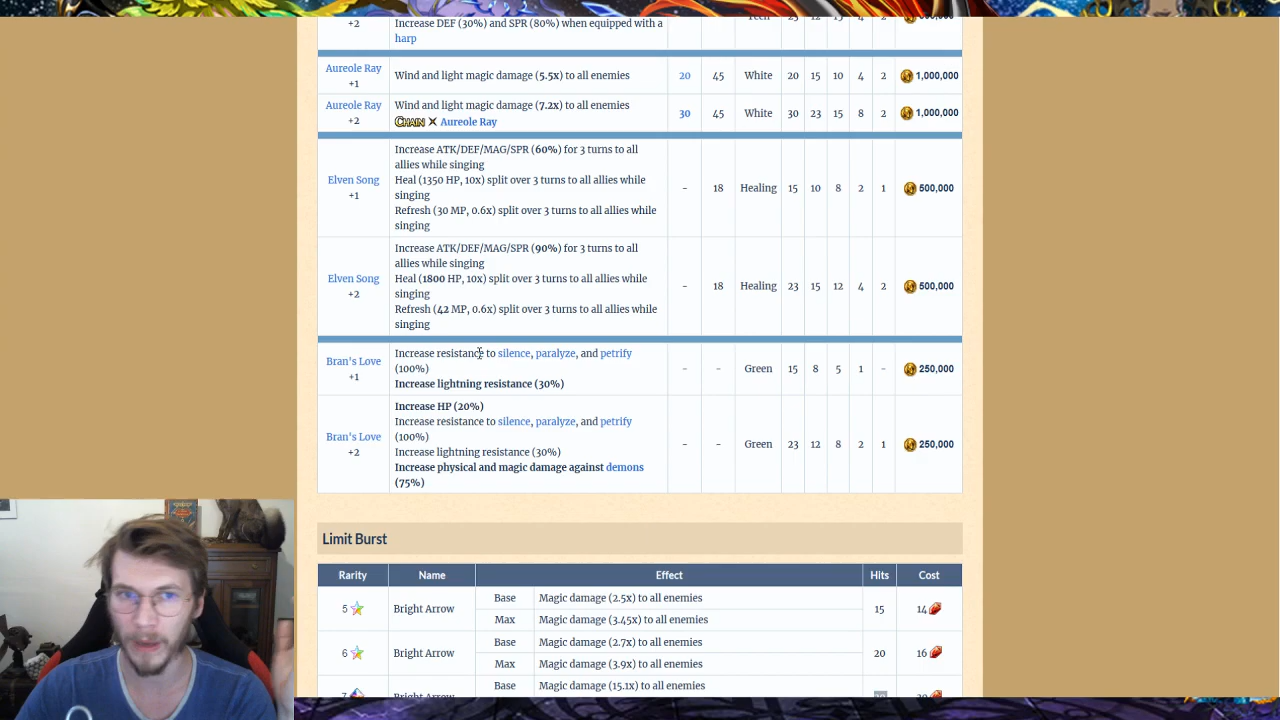 +2
Increase DEF (30%) and SPR (80%) when equipped with a
harp
Aureole Ray
+1
Wind and light magic damage (5.5x) to all enemies
20 45 White 20 15 10 4 2 1,000,000
Aureole Ray
+2
Wind and light magic damage (7.2x) to all enemies
CHAIN Aureole Ray
30 45 White 30 23 15 8 2 1,000,000
Elven Song
+1
Increase ATK/DEF/MAG/SPR (60%) for 3 turns to all
allies while singing
Heal (1350 HP, 10x) split over 3 turns to all allies while
singing
Refresh (30 MP, 0.6x) split over 3 turns to all allies while
singing
- 18 Healing 15 10 8 2 1 500,000
Elven Song
+2
Increase ATK/DEF/MAG/SPR (90%) for 3 turns to all
allies while singing
Heal (1800 HP, 10x) split over 3 turns to all allies while
singing
Refresh (42 MP, 0.6x) split over 3 turns to all allies while
singing
- 18 Healing 23 15 12 4 2 500,000
Bran's Love
+1
Increase resistance to silence, paralyze, and petrify
(100%)
Increase lightning resistance (30%)
- - Green 15 8 5 1 - 250,000
Bran's Love
+2
Increase HP (20%)
Increase resistance to silence, paralyze, and petrify
(100%)
Increase lightning resistance (30%)
Increase physical and magic damage against demons
(75%)
- - Green 23 12 8 2 1 250,000
Limit Burst
Rarity Name Effect Hits Cost
5 Bright Arrow
Base Magic damage (2.5x) to all enemies
Max Magic damage (3.45x) to all enemies
15 14
6 Bright Arrow
Base Magic damage (2.7x) to all enemies
Max Magic damage (3.9x) to all enemies
20 16
Bright Arrow
Base Magic damage (15.1x) to all enemies